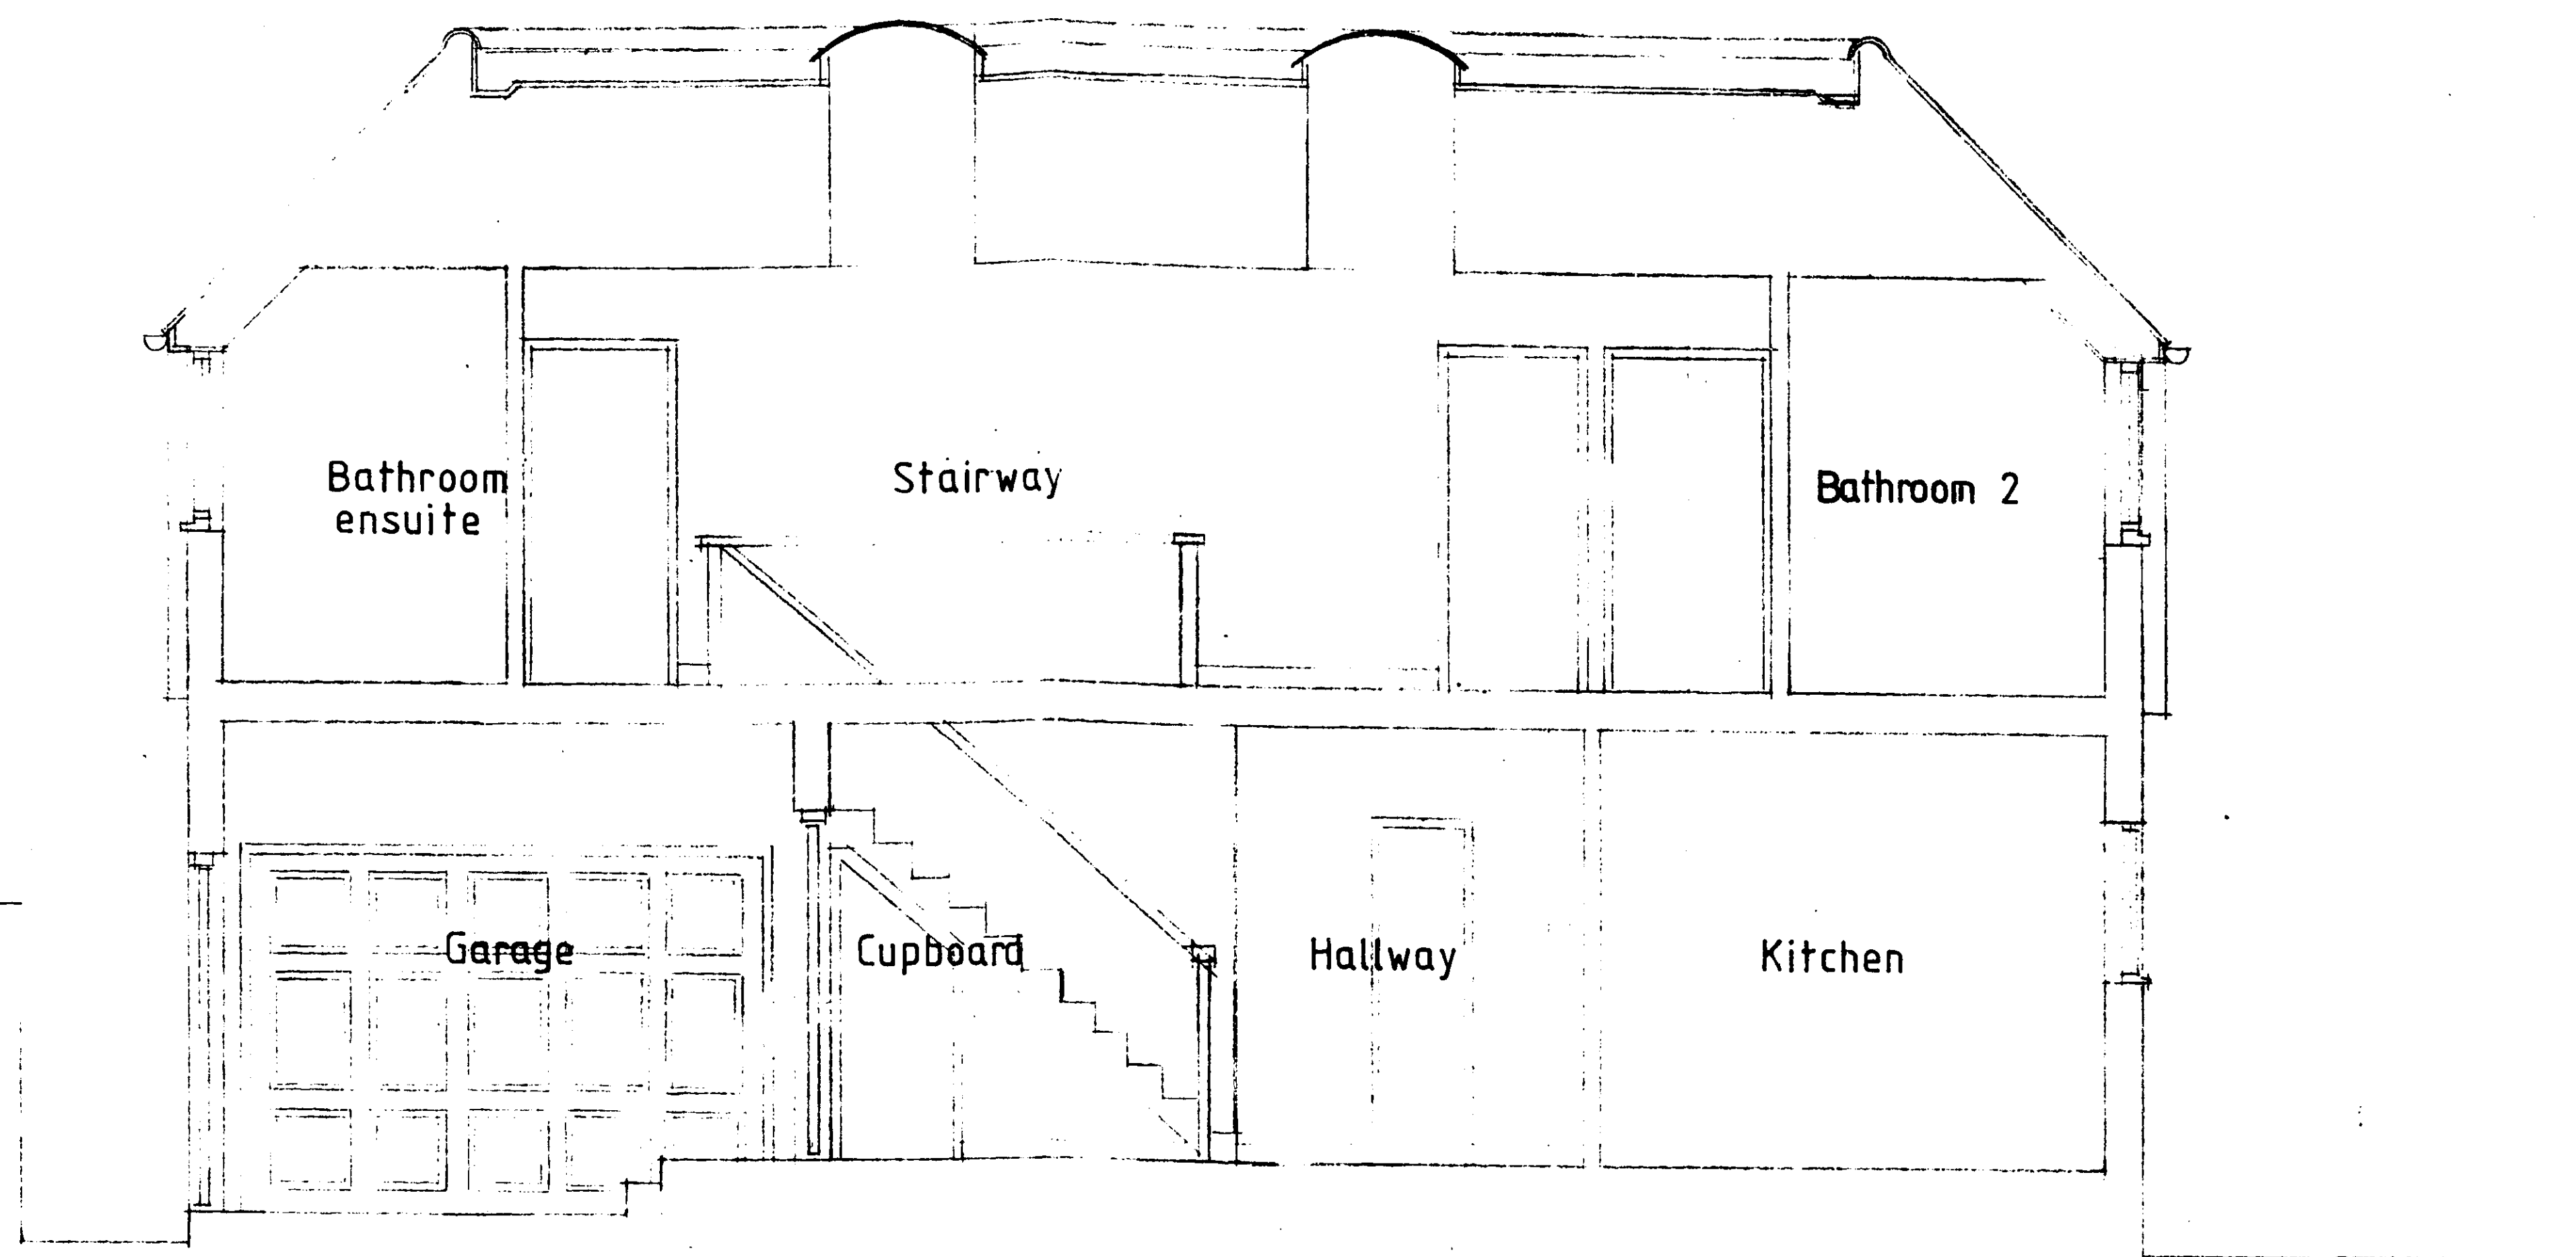 Bathroom
ensuite
Stairway
Bathroom 2
Garage
Cupboard
Hallway
Kitchen